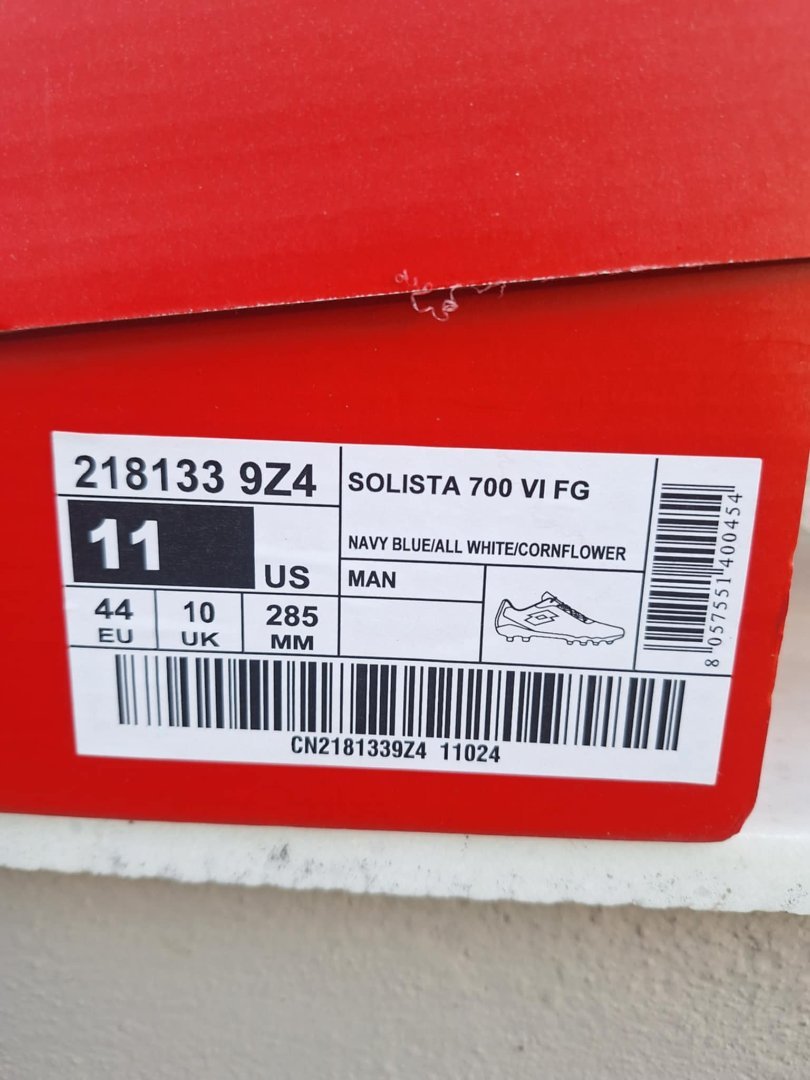 218133 9Z4
SOLISTA 700 VI FG
NAVY BLUE/ALL WHITE/CORNFLOWER
11 US
MAN
44 EU
10 UK
285 MM
8 057551 400454
CN2181339Z4 11024